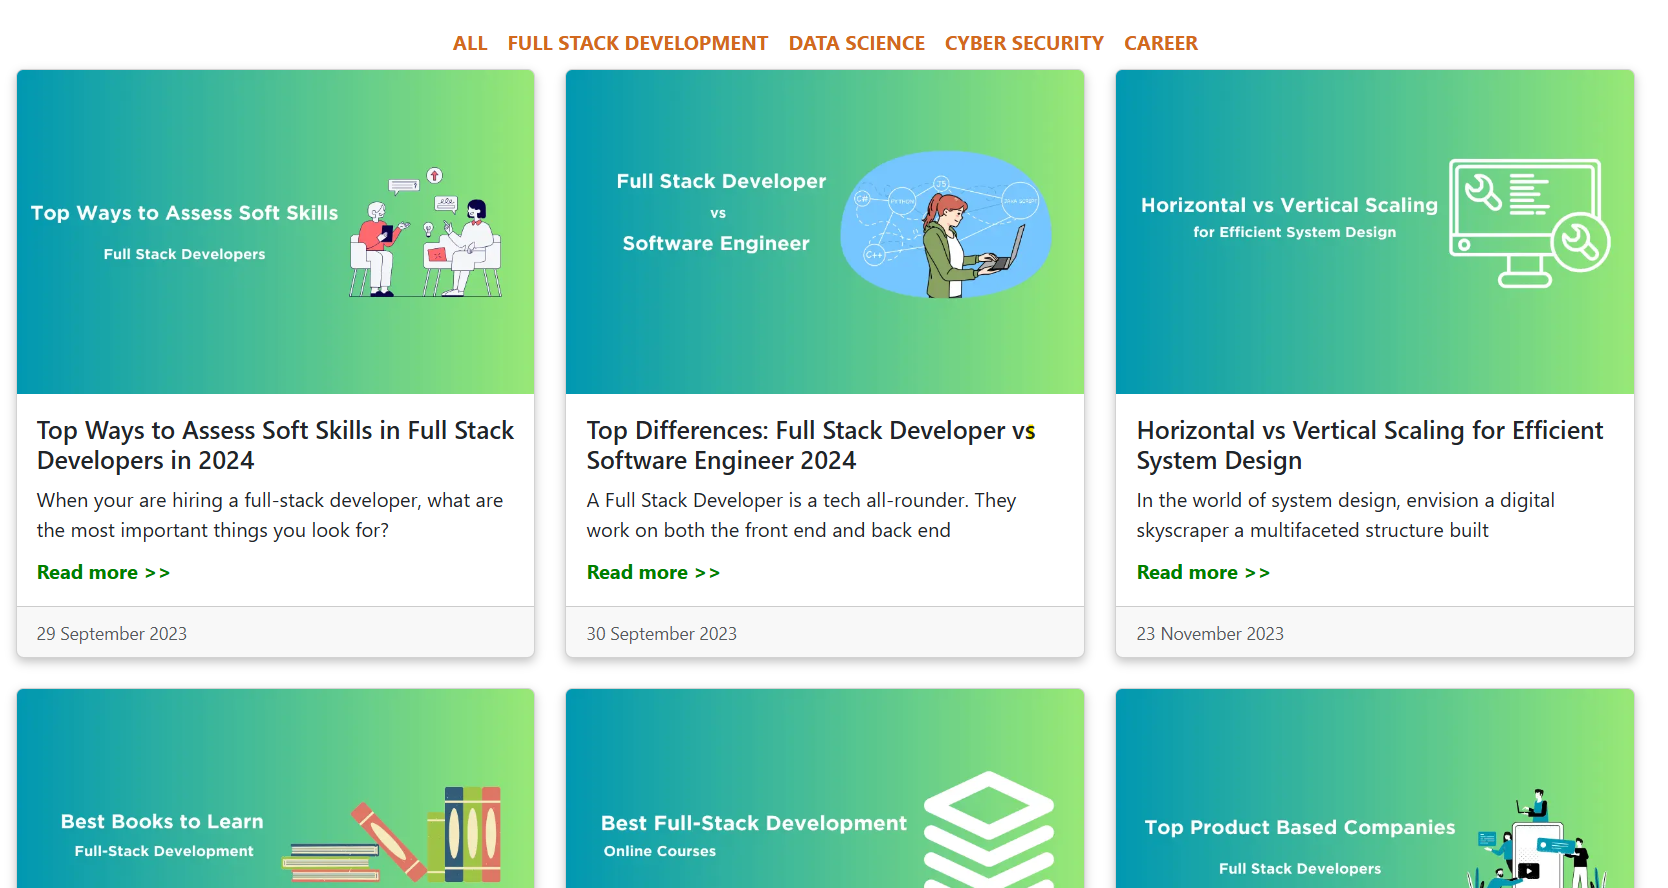 ALL FULL STACK DEVELOPMENT DATA SCIENCE CYBER SECURITY CAREER
Top Ways to Assess Soft Skills
Full Stack Developers
Full Stack Developer
vs
Software Engineer
C#
PYTHON
JS
JAVA SCRIPT
C++
Horizontal vs Vertical Scaling
for Efficient System Design
Top Ways to Assess Soft Skills in Full Stack
Developers in 2024
When your are hiring a full-stack developer, what are
the most important things you look for?
Read more >>
29 September 2023
Top Differences: Full Stack Developer vs
Software Engineer 2024
A Full Stack Developer is a tech all-rounder. They
work on both the front end and back end
Read more >>
30 September 2023
Horizontal vs Vertical Scaling for Efficient
System Design
In the world of system design, envision a digital
skyscraper a multifaceted structure built
Read more >>
23 November 2023
Best Books to Learn
Full-Stack Development
Best Full-Stack Development
Online Courses
Top Product Based Companies
Full Stack Developers